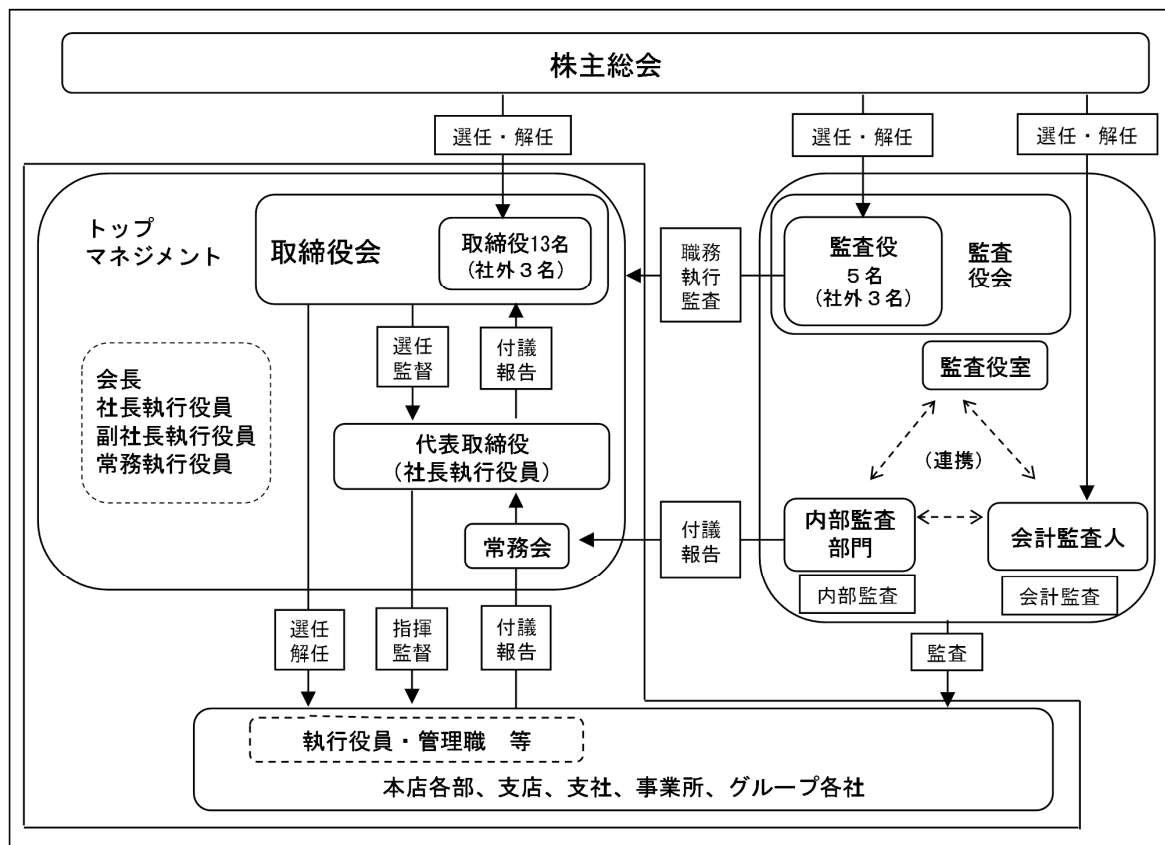 株主総会
選任・解任
選任・解任
選任・解任
トップ
マネジメント
取締役会
取締役13名
(社外３名)
職務
執行
監査
監査役
５名
(社外３名)
監査
役会
選任
監督
付議
報告
監査役室
会長
社長執行役員
副社長執行役員
常務執行役員
代表取締役
(社長執行役員)
(連携)
常務会
付議
報告
内部監査
部門
会計監査人
内部監査
会計監査
選任
解任
指揮
監督
付議
報告
監査
執行役員・管理職　等
本店各部、支店、支社、事業所、グループ各社